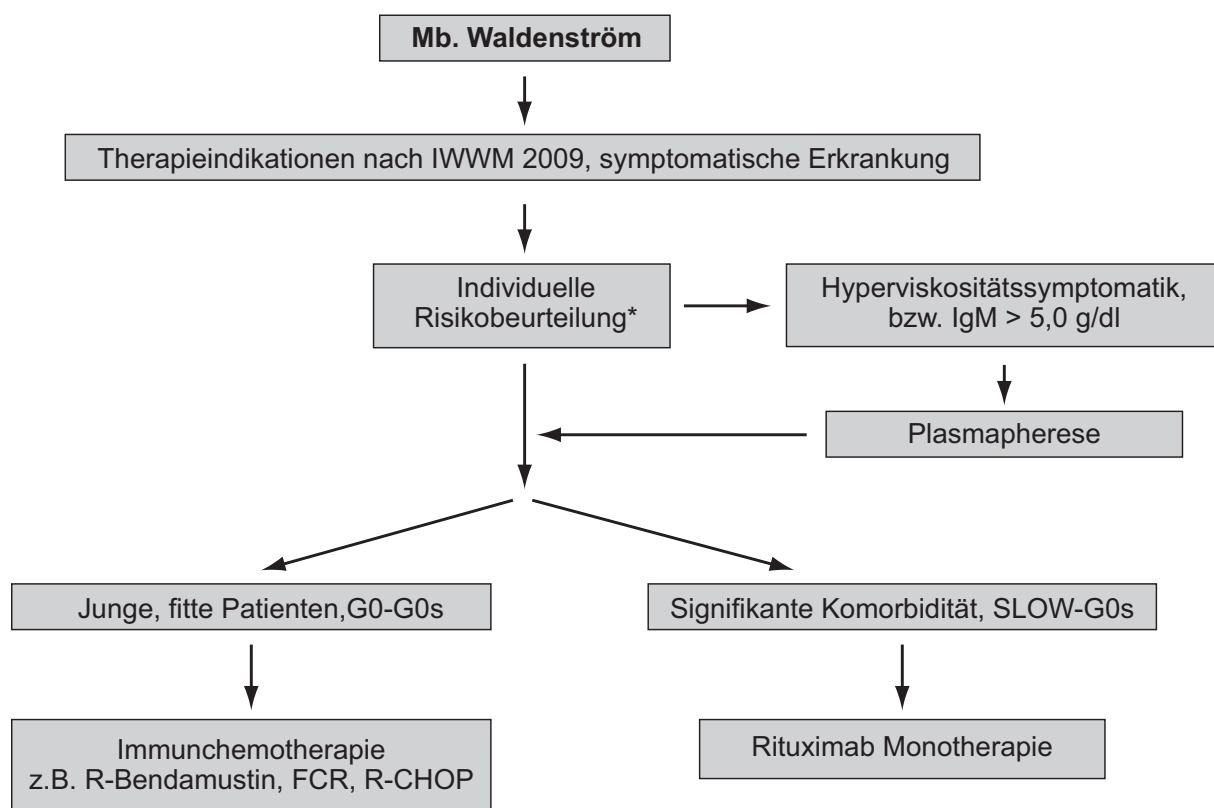 Mb. Waldenström
Therapieindikationen nach IWWM 2009, symptomatische Erkrankung
Individuelle
Risikobeurteilung*
Hyperviskositätssymptomatik,
bzw. IgM > 5,0 g/dl
Plasmapherese
Junge, fitte Patienten,G0-G0s
Signifikante Komorbidität, SLOW-G0s
Immunchemotherapie
z.B. R-Bendamustin, FCR, R-CHOP
Rituximab Monotherapie